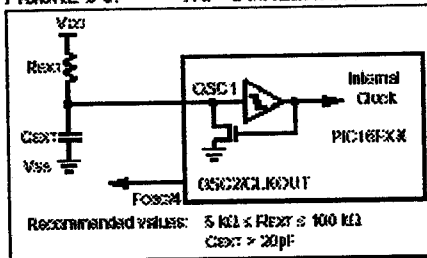 VDD
REXT
OSC1
Internal
Clock
CEXT
PIC16FXX
VSS
FOSC/4
OSC2/CLKOUT
Recommended values: 5 kΩ ≤ REXT ≤ 100 kΩ
CEXT > 20pF